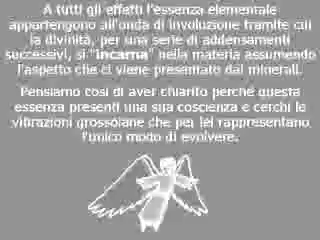 A tutti gli effetti l'essenza elementale
appartengono all'onda di involuzione tramite cui
la divinità, per una serie di addensamenti
successivi, si "incarna" nella materia assumendo
l'aspetto che ci viene presentato dai minerali.
Pensiamo così di aver chiarito perché questa
essenza presenti una sua coscienza e cerchi le
vibrazioni grossolane che per lei rappresentano
l'unico modo di evolvere.